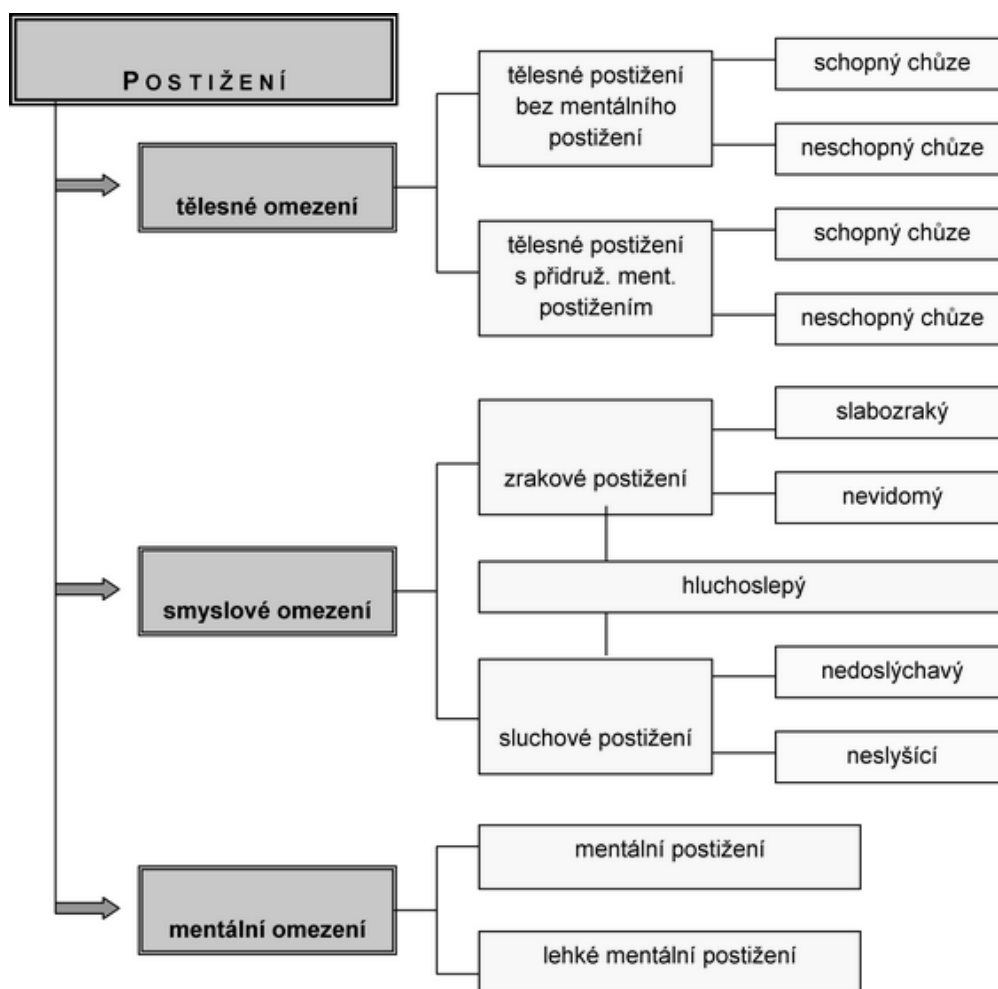 POSTIŽENÍ
tělesné omezení
tělesné postižení
bez mentálního
postižení
schopný chůze
neschopný chůze
tělesné postižení
s přidruž. ment.
postižením
schopný chůze
neschopný chůze
smyslové omezení
zrakové postižení
slabozraký
nevidomý
hluchoslepý
sluchové postižení
nedoslýchavý
neslyšící
mentální omezení
mentální postižení
lehké mentální postižení